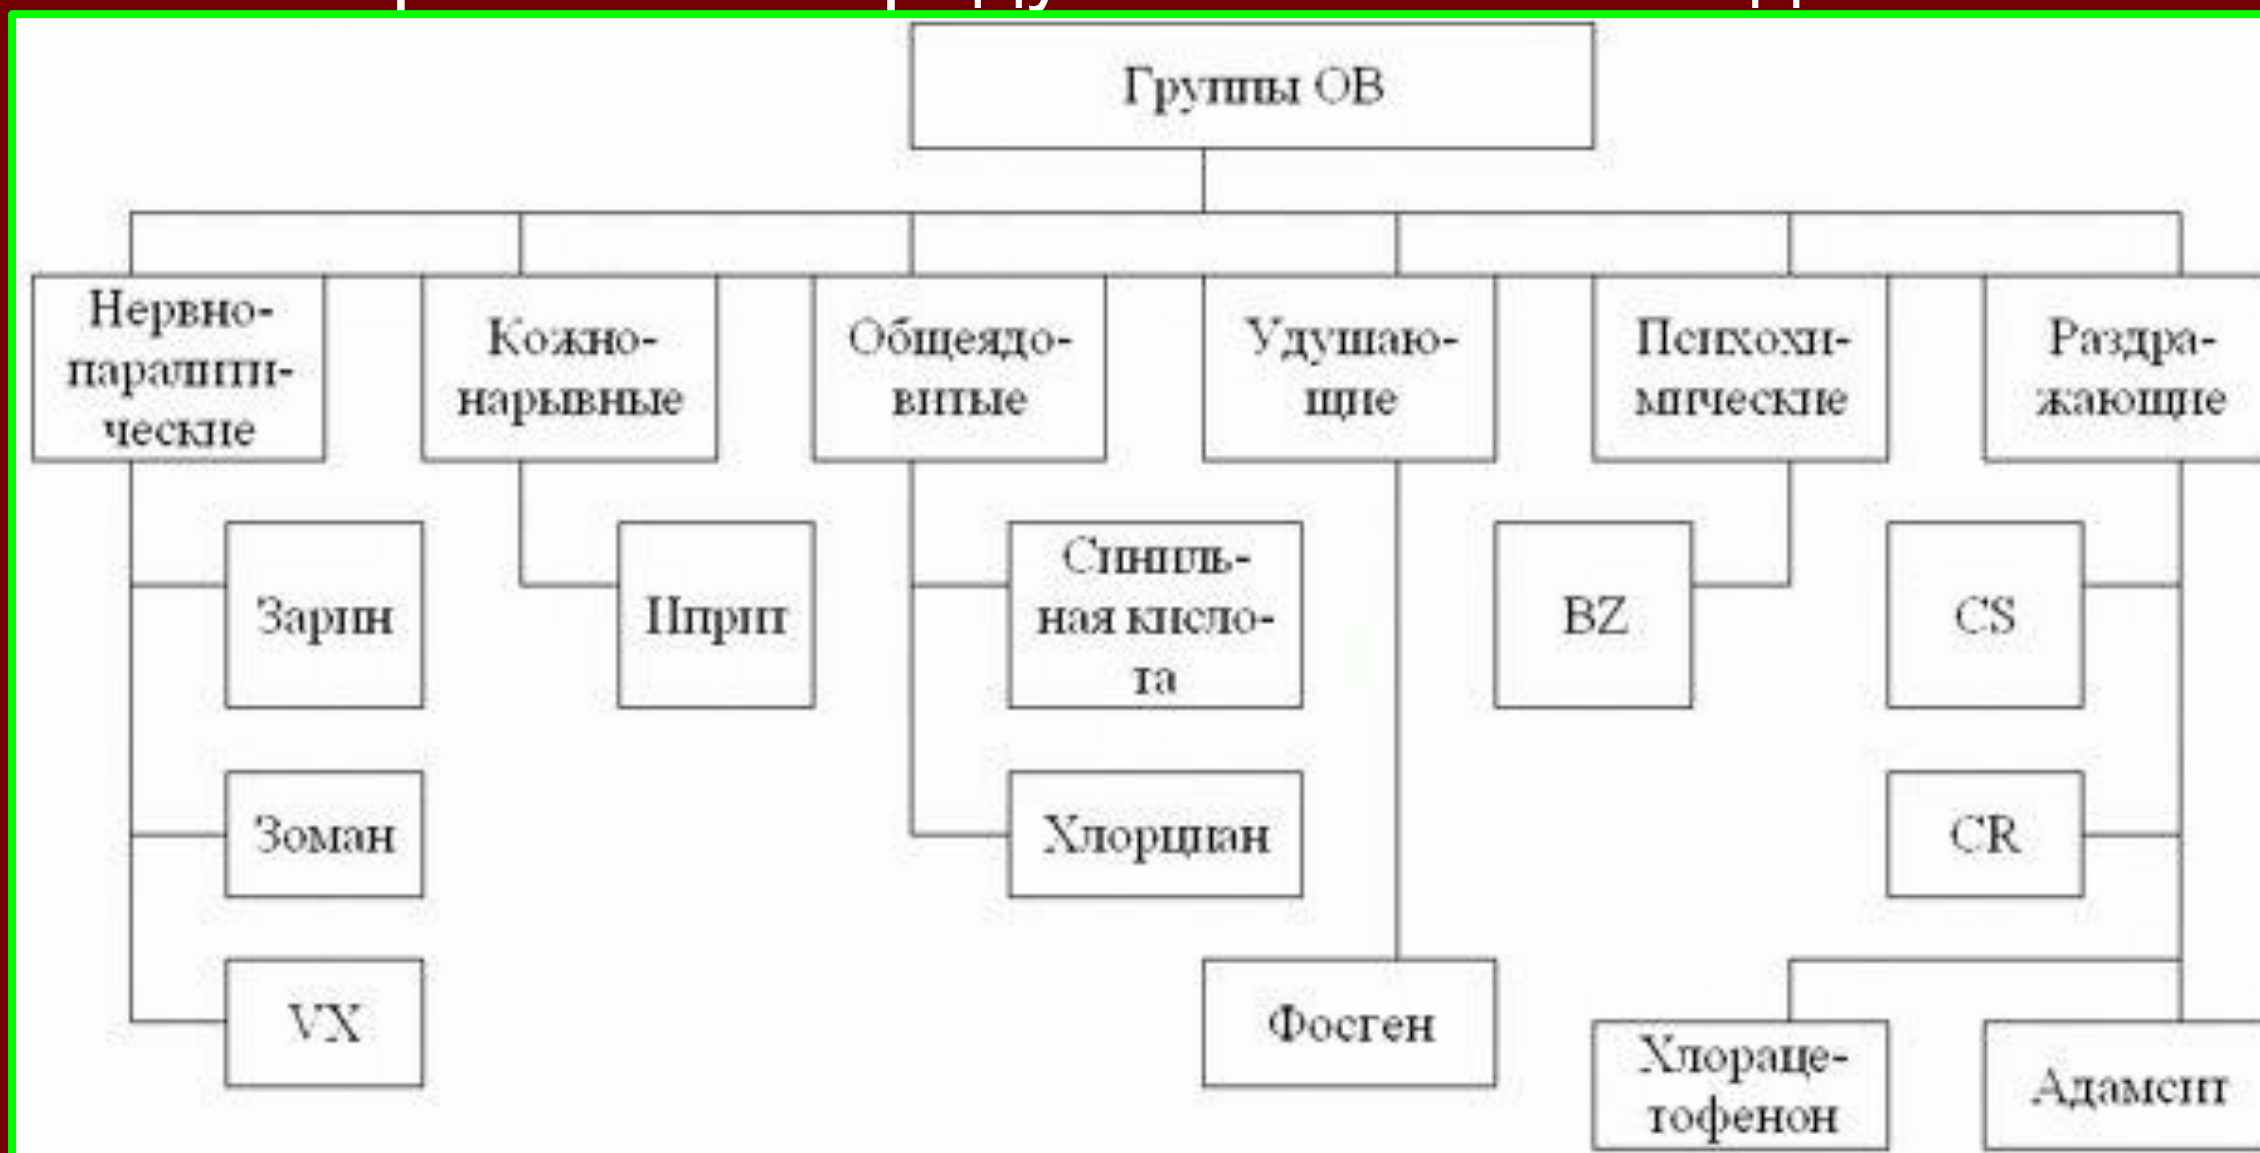 Группы ОВ
Нервно-
паралити-
ческие
Кожно-
нарывные
Общеядо-
витые
Удушаю-
щие
Психохи-
мические
Раздра-
жающие
Зарин
Иприт
Синиль-
ная кисло-
та
BZ
CS
Зоман
Хлорциан
CR
VX
Фосген
Хлораце-
тофенон
Адамсит